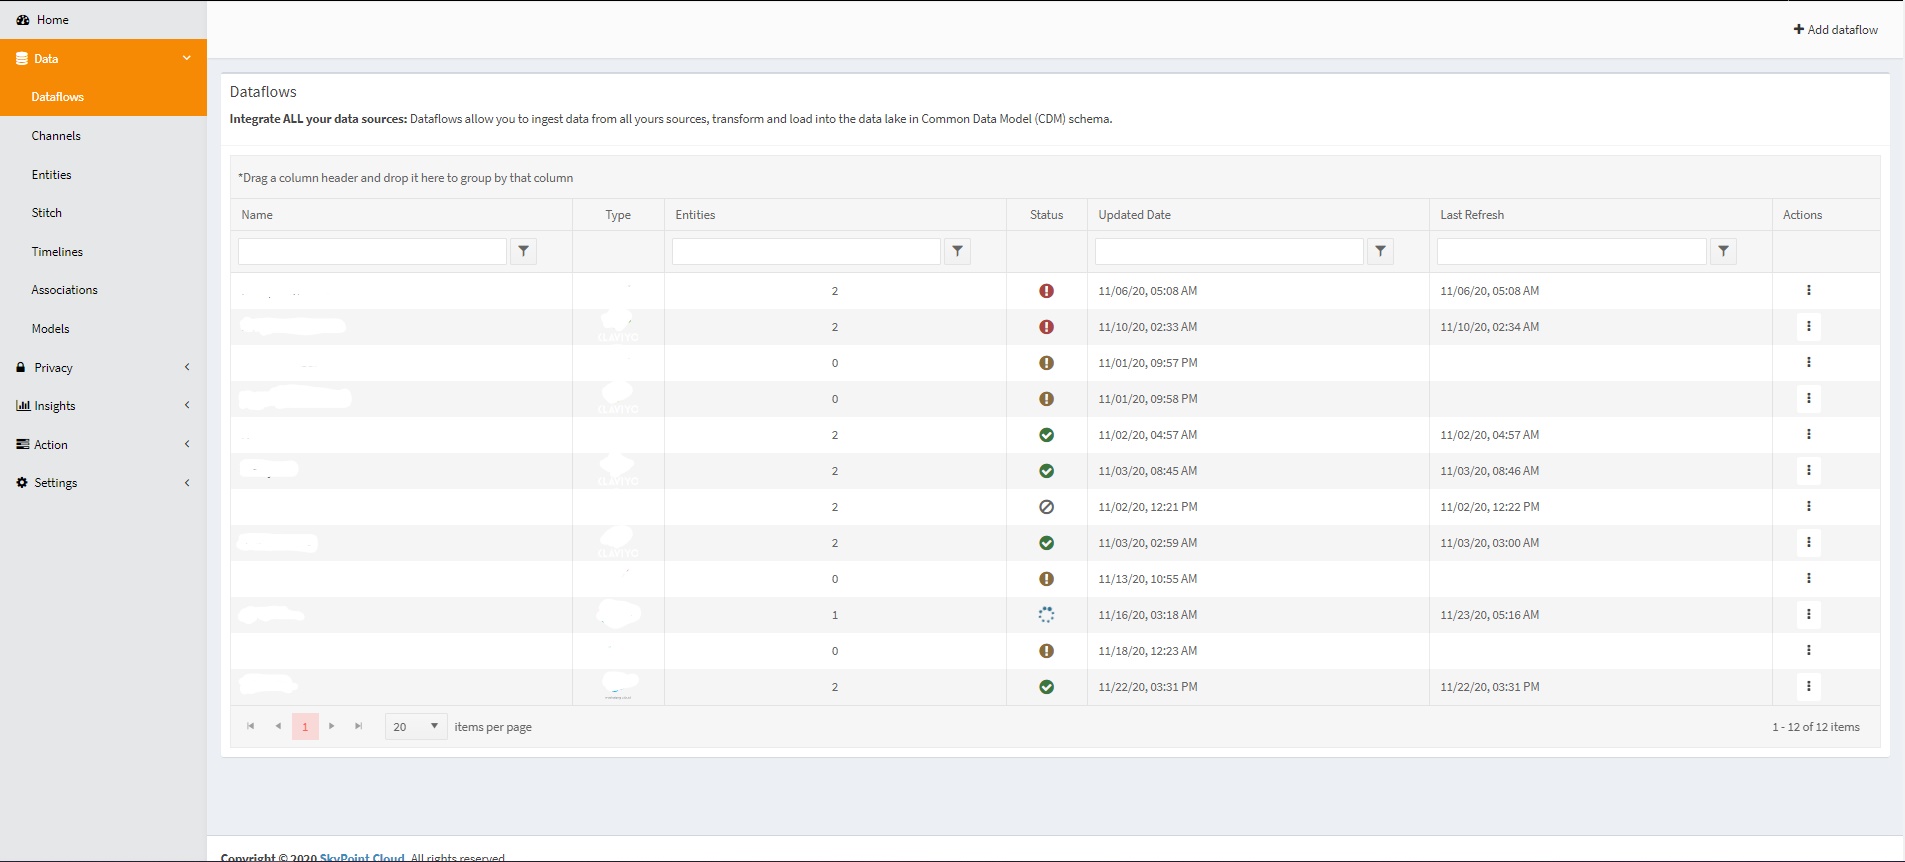 Home
+ Add dataflow
Data
Dataflows
Channels
Entities
Stitch
Timelines
Associations
Models
Privacy
Insights
Action
Settings
Dataflows
Integrate ALL your data sources: Dataflows allow you to ingest data from all yours sources, transform and load into the data lake in Common Data Model (CDM) schema.
*Drag a column header and drop it here to group by that column
Name Type Entities Status Updated Date Last Refresh Actions
2 11/06/20, 05:08 AM 11/06/20, 05:08 AM
2 11/10/20, 02:33 AM 11/10/20, 02:34 AM
0 11/01/20, 09:57 PM
0 11/01/20, 09:58 PM
2 11/02/20, 04:57 AM 11/02/20, 04:57 AM
2 11/03/20, 08:45 AM 11/03/20, 08:46 AM
2 11/02/20, 12:21 PM 11/02/20, 12:22 PM
2 11/03/20, 02:59 AM 11/03/20, 03:00 AM
0 11/13/20, 10:55 AM
1 11/16/20, 03:18 AM 11/23/20, 05:16 AM
0 11/18/20, 12:23 AM
2 11/22/20, 03:31 PM 11/22/20, 03:31 PM
1 20 items per page 1 - 12 of 12 items
Copyright © 2020 SkyPoint Cloud. All rights reserved